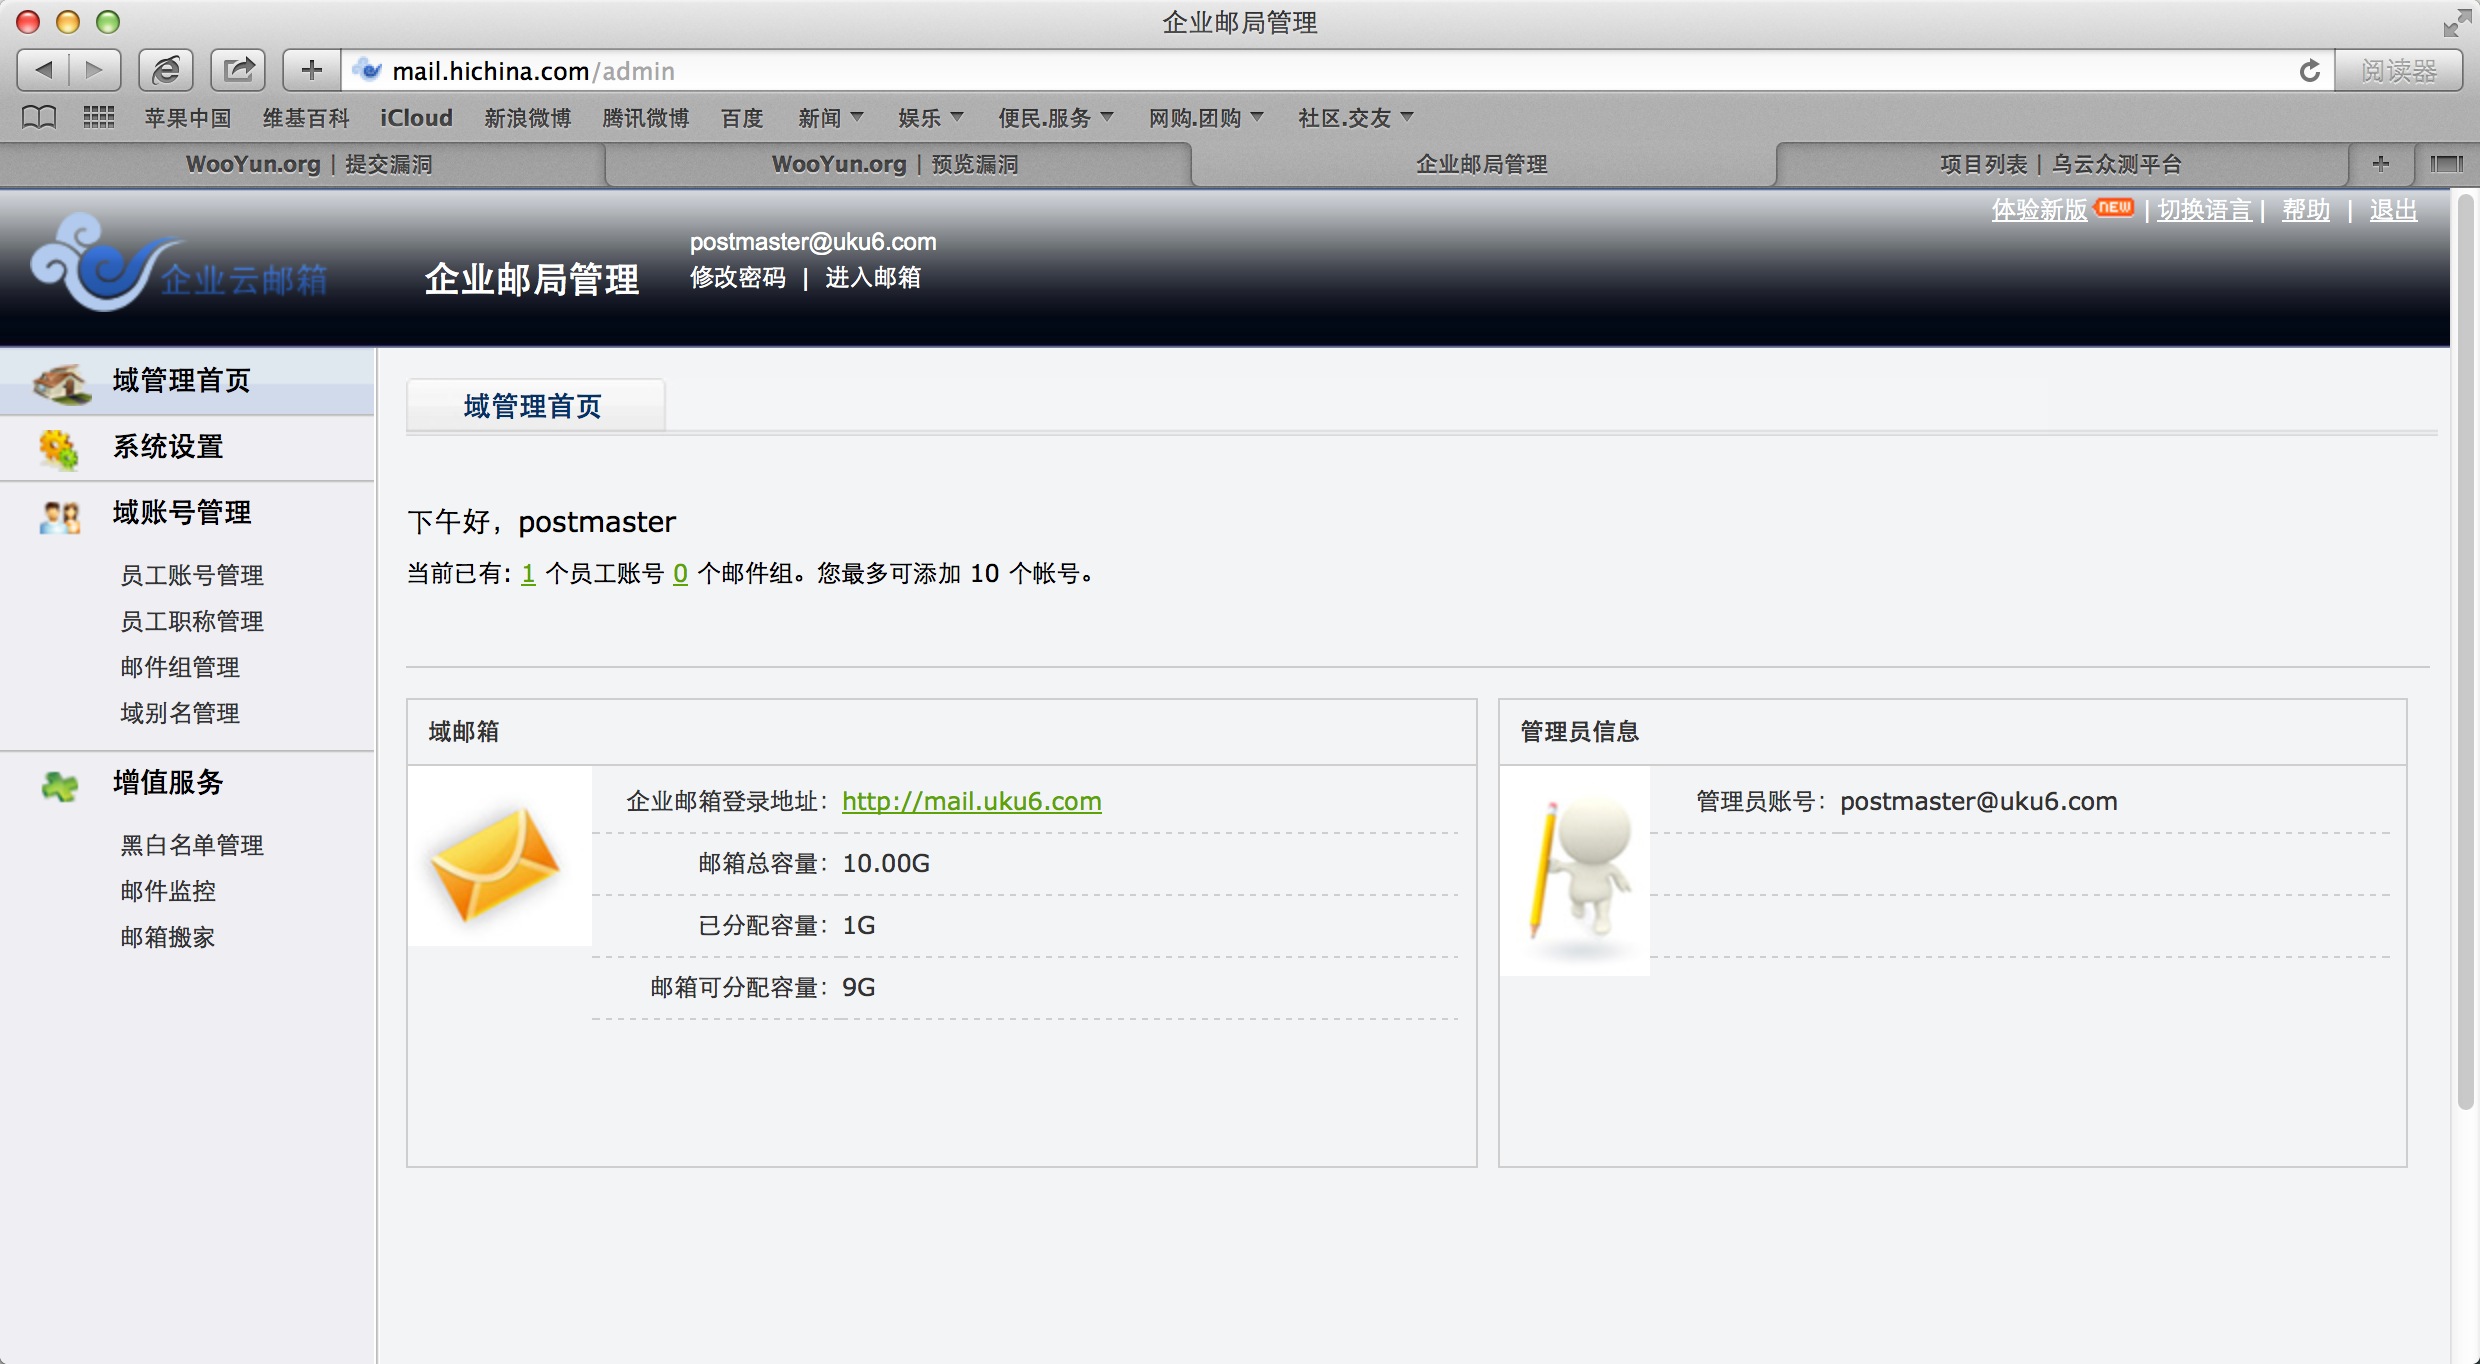 企业邮局管理
mail.hichina.com/admin
阅读器
苹果中国 维基百科 iCloud 新浪微博 腾讯微博 百度 新闻 娱乐 便民.服务 网购.团购 社区.交友
WooYun.org | 提交漏洞 WooYun.org | 预览漏洞 企业邮局管理 项目列表 | 乌云众测平台
体验新版 NEW | 切换语言 | 帮助 | 退出
企业云邮箱
企业邮局管理
postmaster@uku6.com
修改密码 | 进入邮箱
域管理首页
系统设置
域账号管理
员工账号管理
员工职称管理
邮件组管理
域别名管理
增值服务
黑白名单管理
邮件监控
邮箱搬家
域管理首页
下午好，postmaster
当前已有: 1 个员工账号 0 个邮件组。您最多可添加 10 个帐号。
域邮箱
企业邮箱登录地址： http://mail.uku6.com
邮箱总容量： 10.00G
已分配容量： 1G
邮箱可分配容量： 9G
管理员信息
管理员账号： postmaster@uku6.com